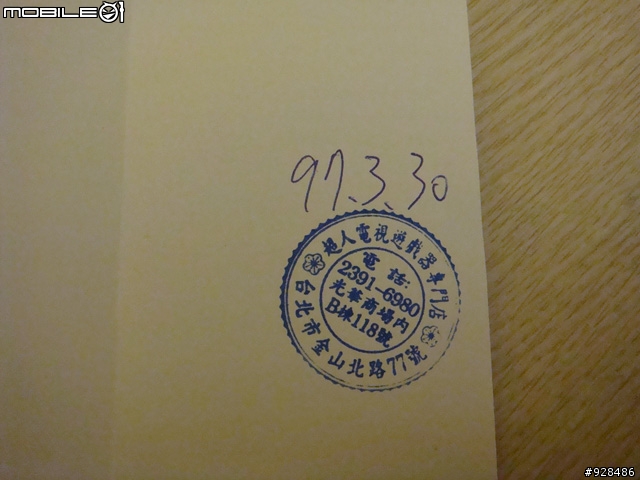 MOBILE01
97.3.30
超人電視遊戲器專門店
電話:
2391-6980
光華商場內
B棟118號
台北市金山北路77號
#928486